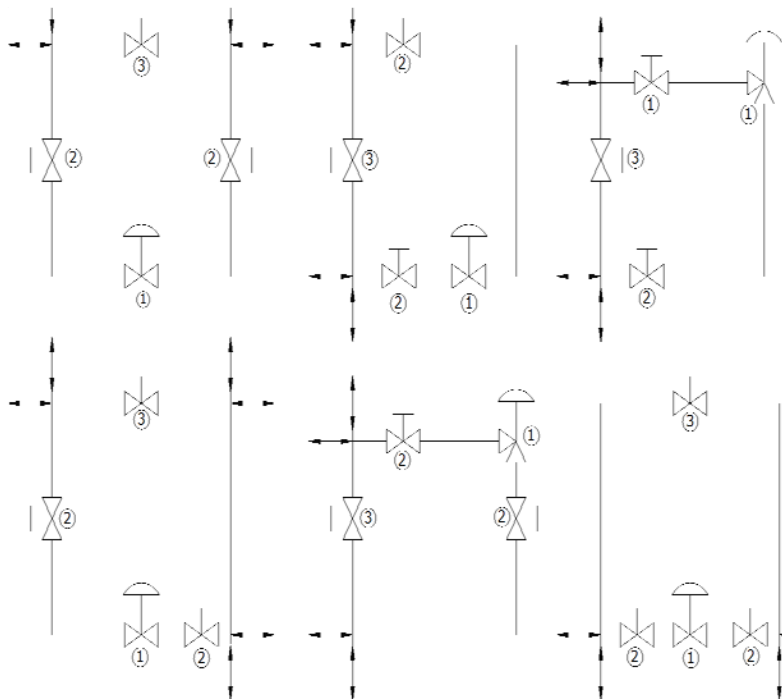 ③ ② 
② ② ③ ① ① ③
① ② ① ②
③ ② ① ③
② ③ ②
① ② ② ① ②